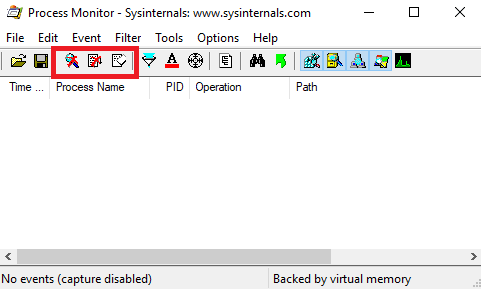 Process Monitor - Sysinternals: www.sysinternals.com
File Edit Event Filter Tools Options Help
A
Time ... Process Name PID Operation Path
No events (capture disabled) Backed by virtual memory